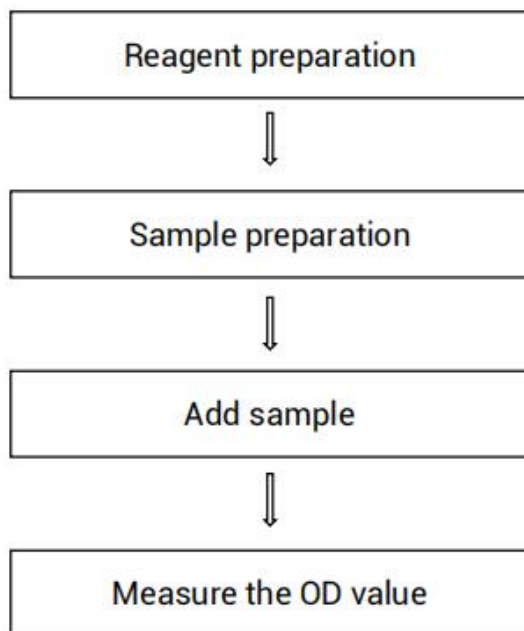 Reagent preparation
Sample preparation
Add sample
Measure the OD value